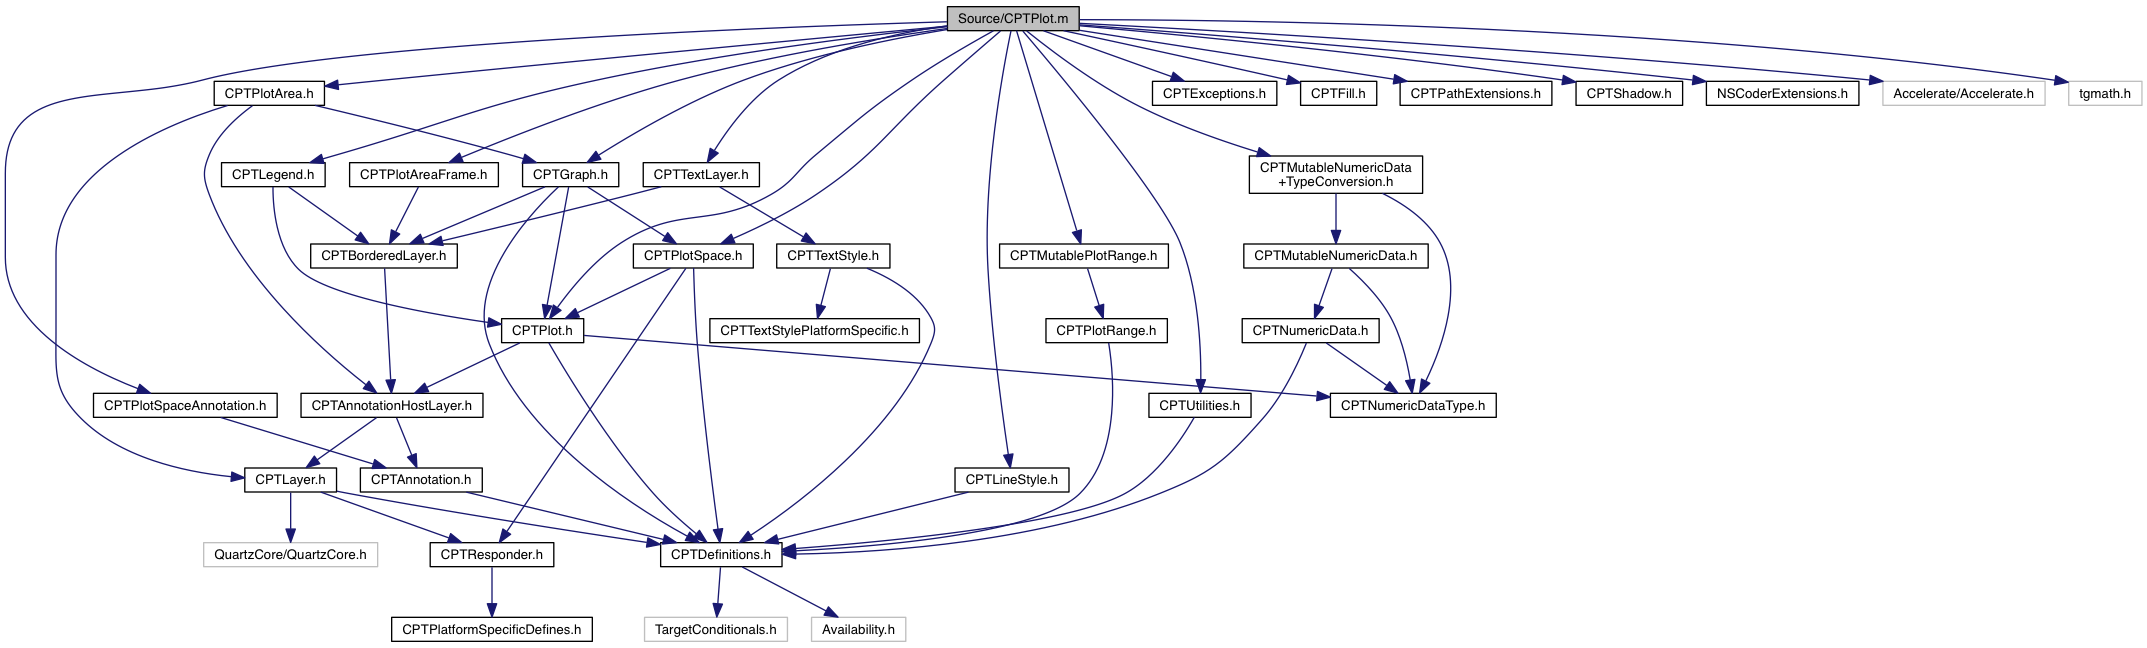 Source/CPTPlot.m
CPTPlotArea.h
CPTExceptions.h
CPTFill.h
CPTPathExtensions.h
CPTShadow.h
NSCoderExtensions.h
Accelerate/Accelerate.h
tgmath.h
CPTLegend.h
CPTPlotAreaFrame.h
CPTGraph.h
CPTTextLayer.h
CPTMutableNumericData
+TypeConversion.h
CPTBorderedLayer.h
CPTPlotSpace.h
CPTTextStyle.h
CPTMutablePlotRange.h
CPTMutableNumericData.h
CPTPlot.h
CPTTextStylePlatformSpecific.h
CPTPlotRange.h
CPTNumericData.h
CPTPlotSpaceAnnotation.h
CPTAnnotationHostLayer.h
CPTUtilities.h
CPTNumericDataType.h
CPTLayer.h
CPTAnnotation.h
CPTLineStyle.h
QuartzCore/QuartzCore.h
CPTResponder.h
CPTDefinitions.h
CPTPlatformSpecificDefines.h
TargetConditionals.h
Availability.h